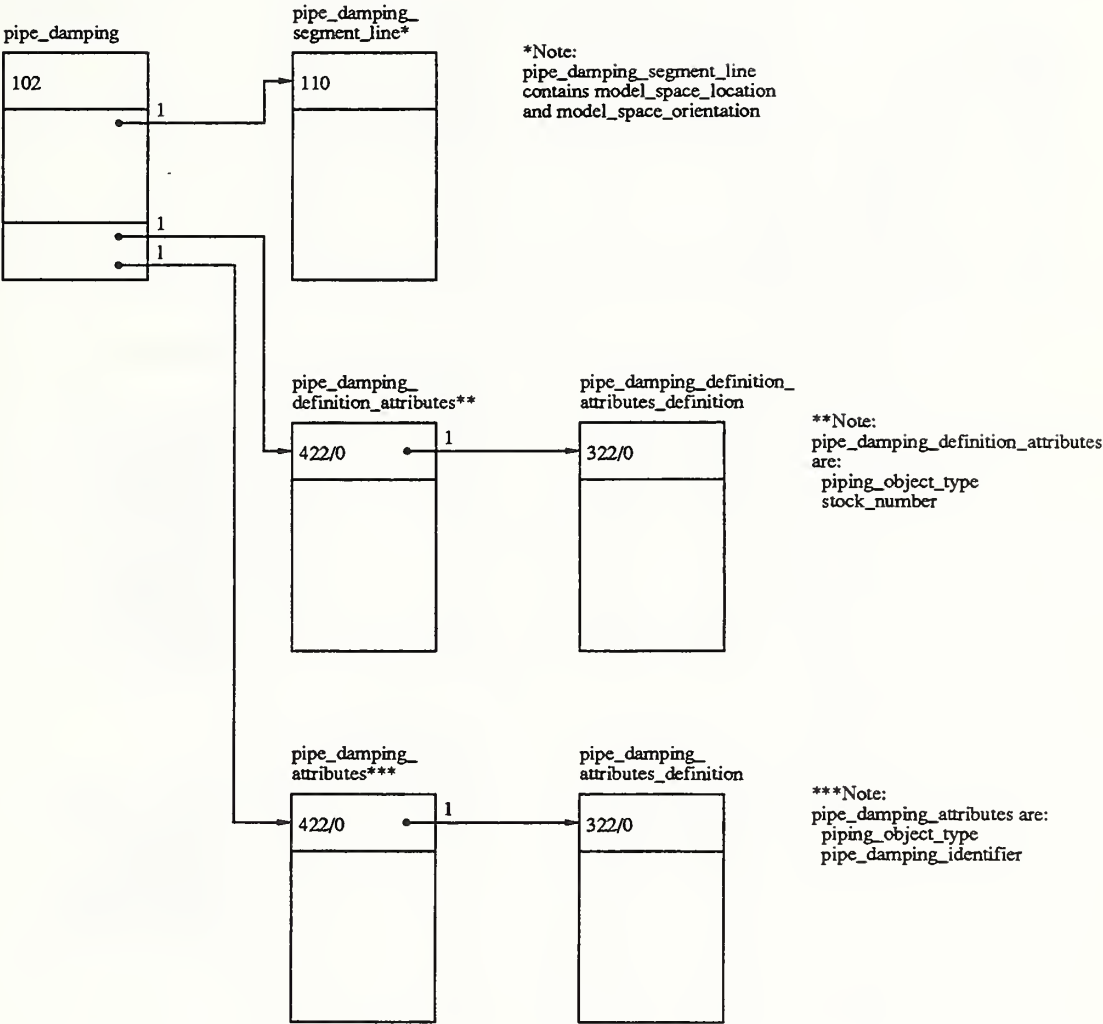 pipe_damping
102
1
1
1
pipe_damping_
segment_line*
110
*Note:
pipe_damping_segment_line
contains model_space_location
and model_space_orientation
pipe_damping_
definition_attributes**
422/0
1
pipe_damping_definition_
attributes_definition
322/0
**Note:
pipe_damping_definition_attributes
are:
piping_object_type
stock_number
pipe_damping_
attributes***
422/0
1
pipe_damping_
attributes_definition
322/0
***Note:
pipe_damping_attributes are:
piping_object_type
pipe_damping_identifier